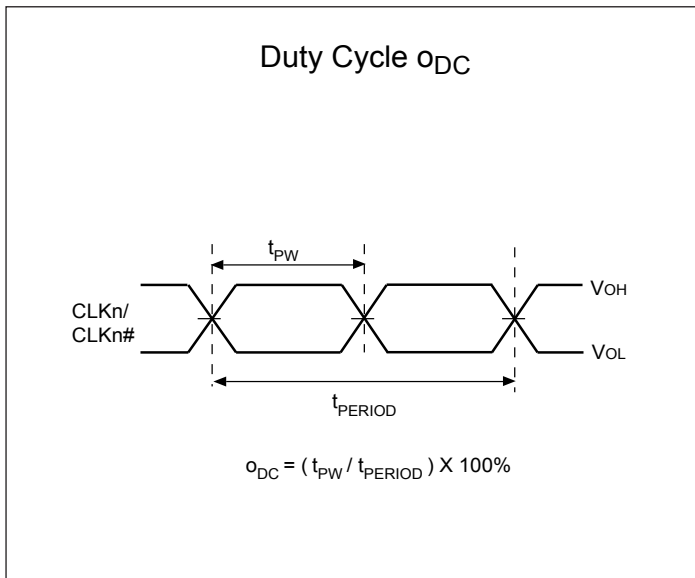 Duty Cycle oDC
tPW
CLKn/
CLKn#
VOH
VOL
tPERIOD
oDC = ( tPW / tPERIOD ) X 100%